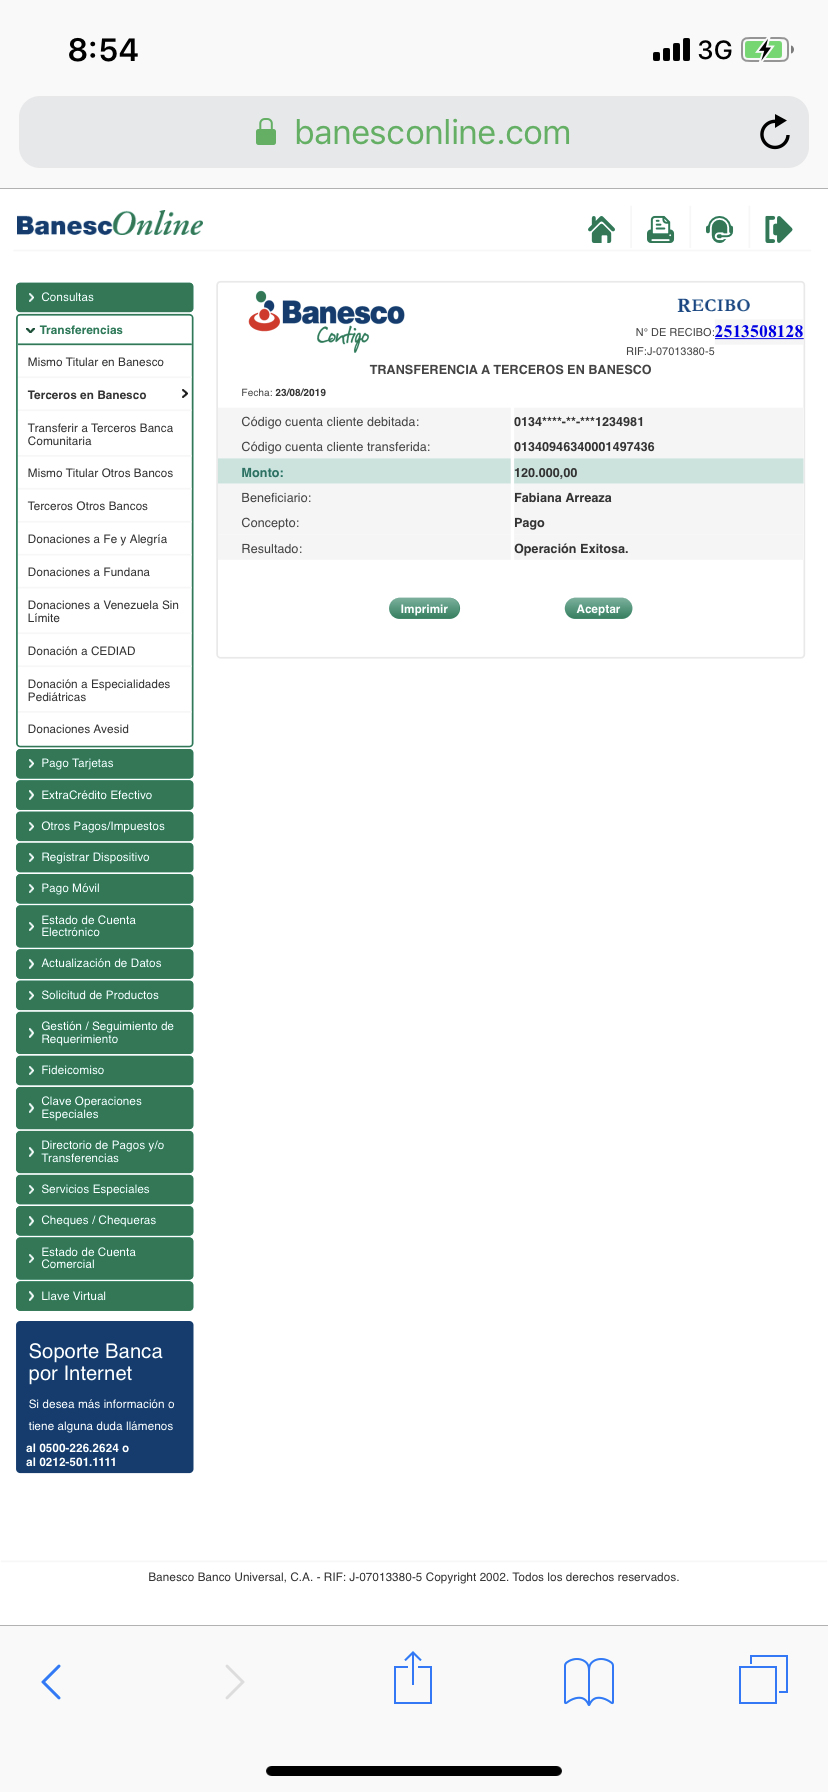 8:54
3G
banesconline.com
BanescOnline
Consultas
Transferencias
Mismo Titular en Banesco
Terceros en Banesco
Transferir a Terceros Banca
Comunitaria
Mismo Titular Otros Bancos
Terceros Otros Bancos
Donaciones a Fe y Alegría
Donaciones a Fundana
Donaciones a Venezuela Sin
Límite
Donación a CEDIAD
Donación a Especialidades
Pediátricas
Donaciones Avesid
Pago Tarjetas
ExtraCrédito Efectivo
Otros Pagos/Impuestos
Registrar Dispositivo
Pago Móvil
Estado de Cuenta
Electrónico
Actualización de Datos
Solicitud de Productos
Gestión / Seguimiento de
Requerimiento
Fideicomiso
Clave Operaciones
Especiales
Directorio de Pagos y/o
Transferencias
Servicios Especiales
Cheques / Chequeras
Estado de Cuenta
Comercial
Llave Virtual
Soporte Banca
por Internet
Si desea más información o
tiene alguna duda llámenos
al 0500-226.2624 o
al 0212-501.1111
Banesco
Contigo
RECIBO
N° DE RECIBO:2513508128
RIF:J-07013380-5
TRANSFERENCIA A TERCEROS EN BANESCO
Fecha: 23/08/2019
Código cuenta cliente debitada: 0134****-**-***1234981
Código cuenta cliente transferida: 01340946340001497436
Monto: 120.000,00
Beneficiario: Fabiana Arreaza
Concepto: Pago
Resultado: Operación Exitosa.
Imprimir Aceptar
Banesco Banco Universal, C.A. - RIF: J-07013380-5 Copyright 2002. Todos los derechos reservados.